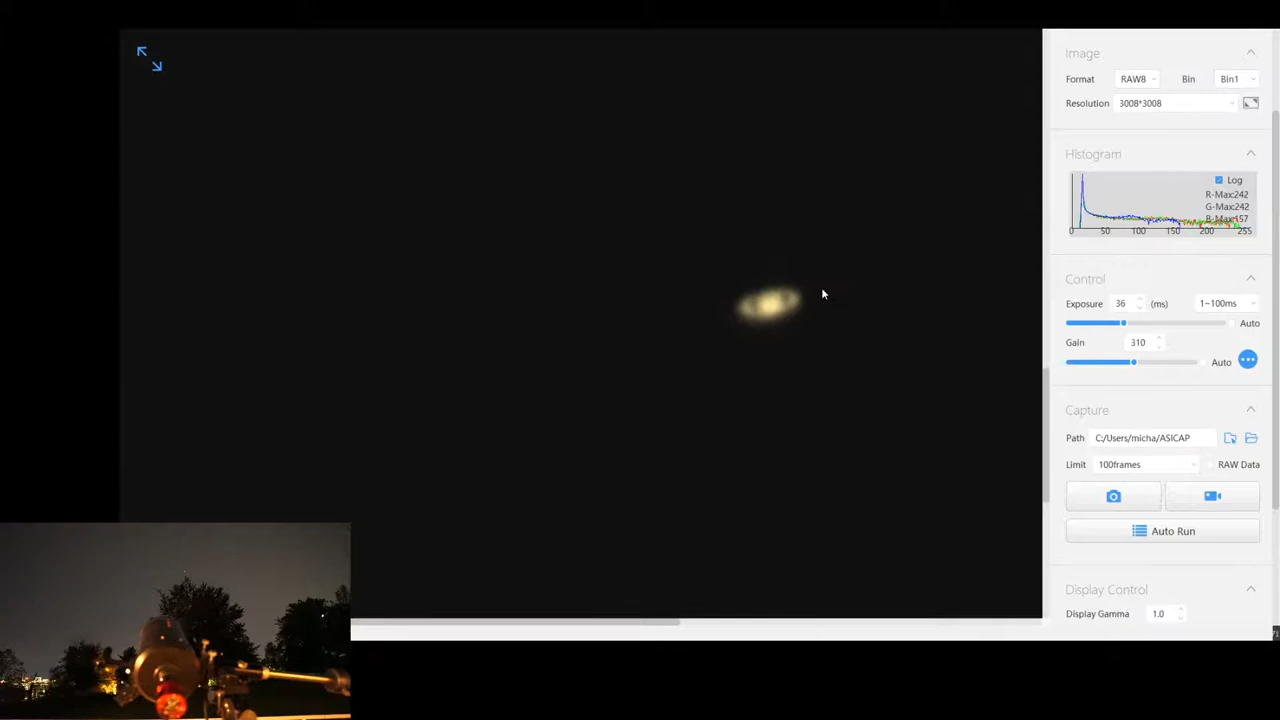 Image
Format RAW8 Bin Bin1
Resolution 3008*3008
Histogram
Log
R-Max:242
G-Max:242
B-Max:157
0 50 100 150 200 255
Control
Exposure 36 (ms) 1~100ms
Auto
Gain 310
Auto
Capture
Path C:/Users/micha/ASICAP
Limit 100frames RAW Data
Auto Run
Display Control
Display Gamma 1.0